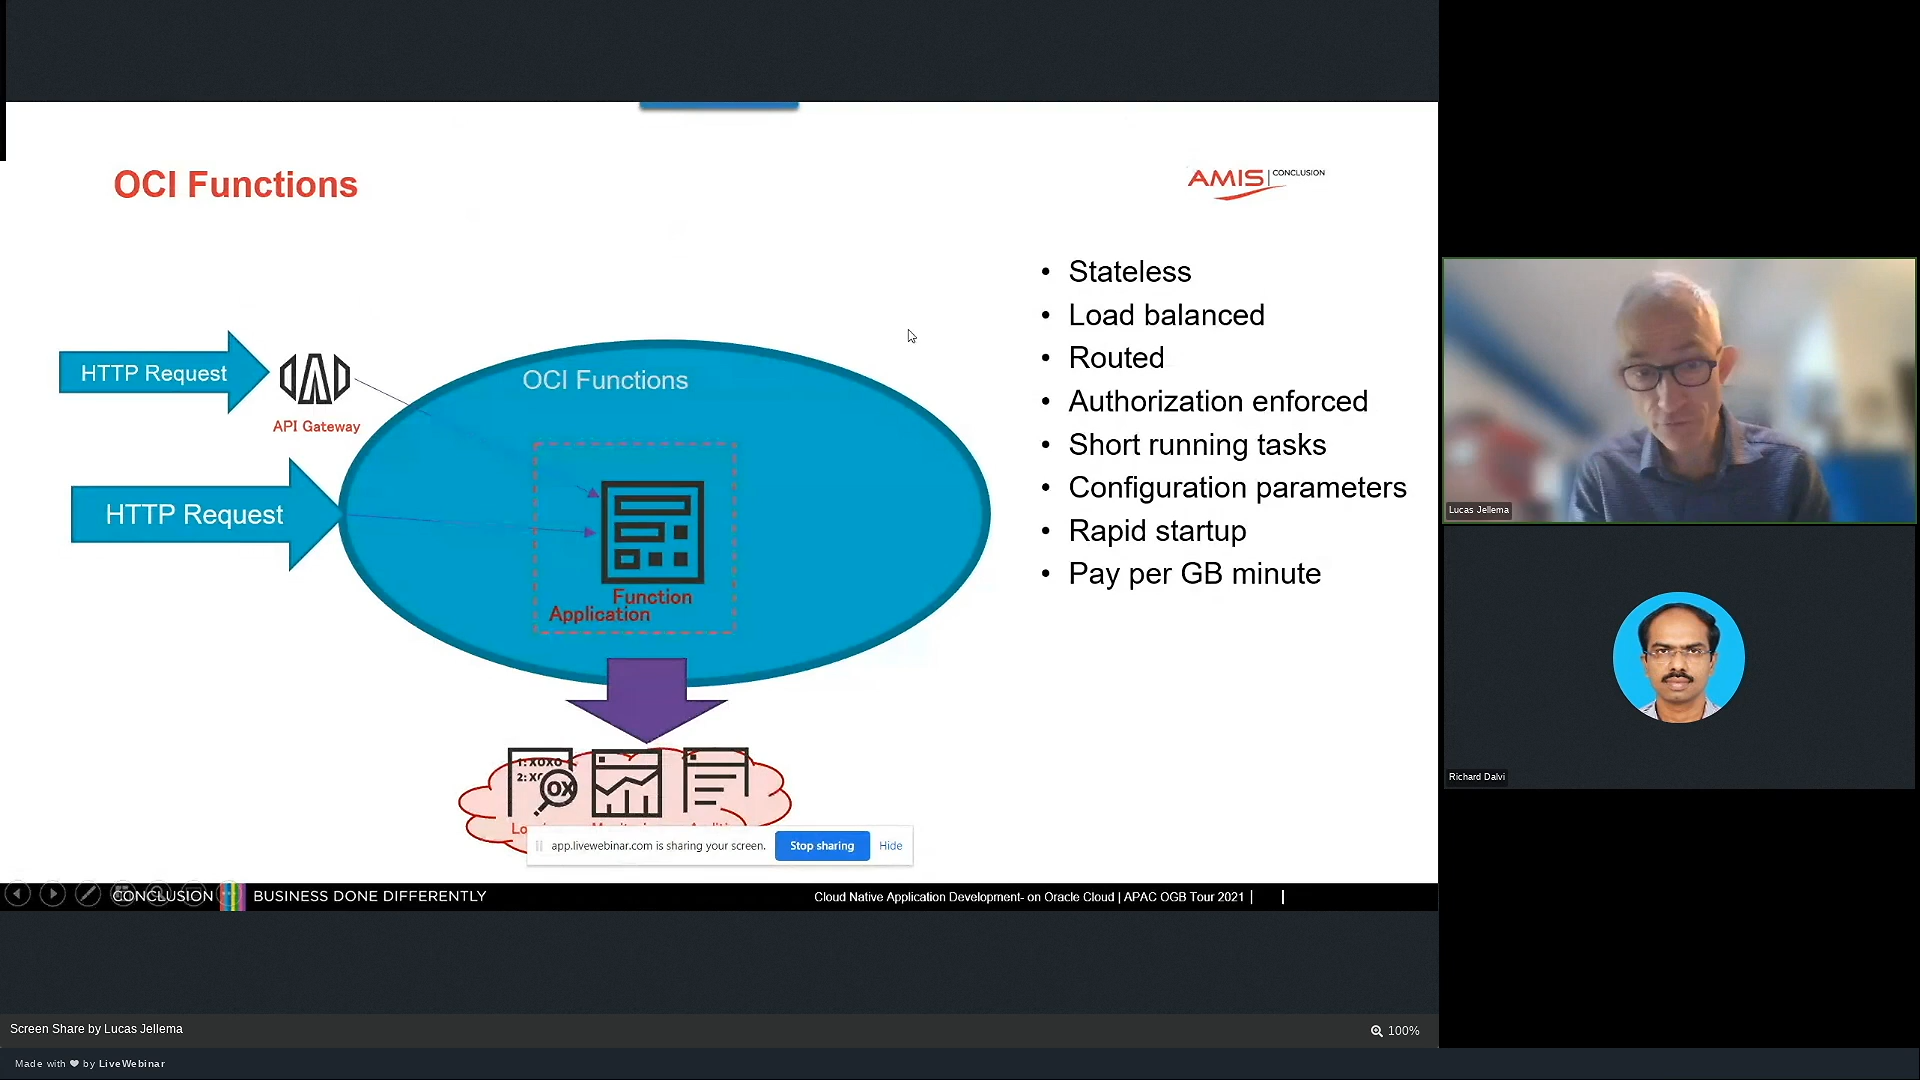 OCI Functions
AMIS
CONCLUSION
HTTP Request
API Gateway
HTTP Request
OCI Functions
Function
Application
• Stateless
• Load balanced
• Routed
• Authorization enforced
• Short running tasks
• Configuration parameters
• Rapid startup
• Pay per GB minute
1: XOXO
2: XO
OX
app.livewebinar.com is sharing your screen.
Stop sharing
Hide
CONCLUSION
BUSINESS DONE DIFFERENTLY
Cloud Native Application Development- on Oracle Cloud | APAC OGB Tour 2021 |
Lucas Jellema
Richard Dalvi
Screen Share by Lucas Jellema
100%
Made with ❤ by LiveWebinar